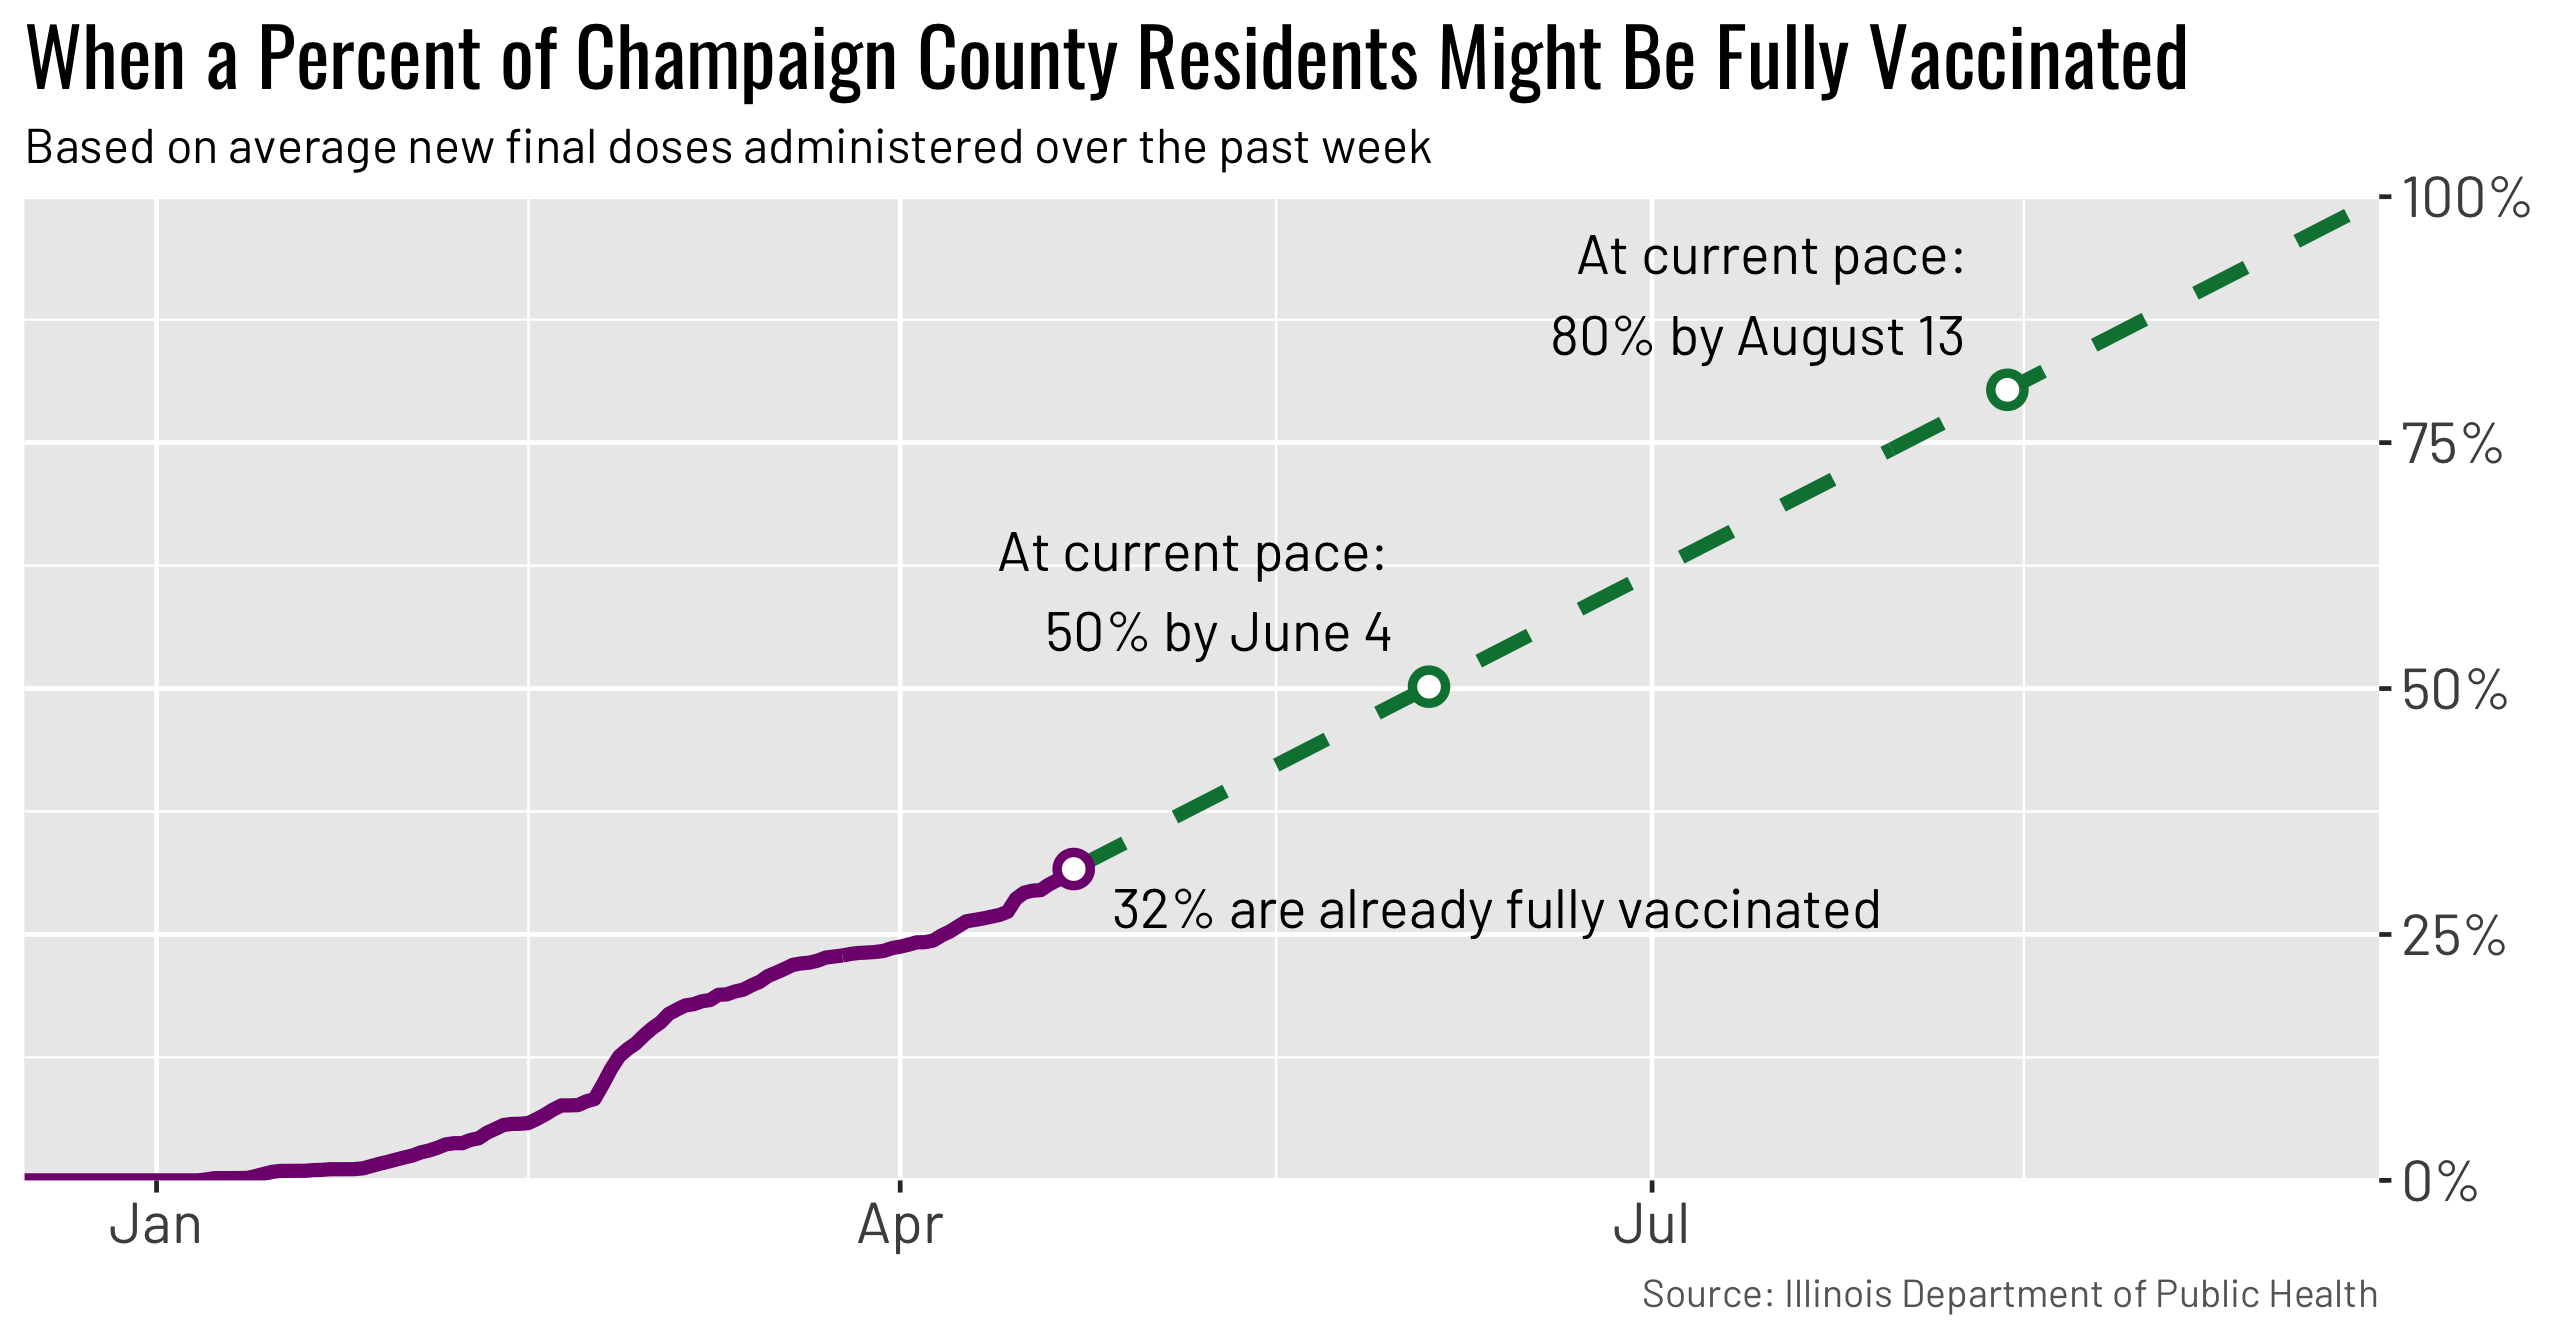 When a Percent of Champaign County Residents Might Be Fully Vaccinated
Based on average new final doses administered over the past week
100%
At current pace:
80% by August 13
75%
At current pace:
50% by June 4
50%
32% are already fully vaccinated
25%
0%
Jan
Apr
Jul
Source: Illinois Department of Public Health